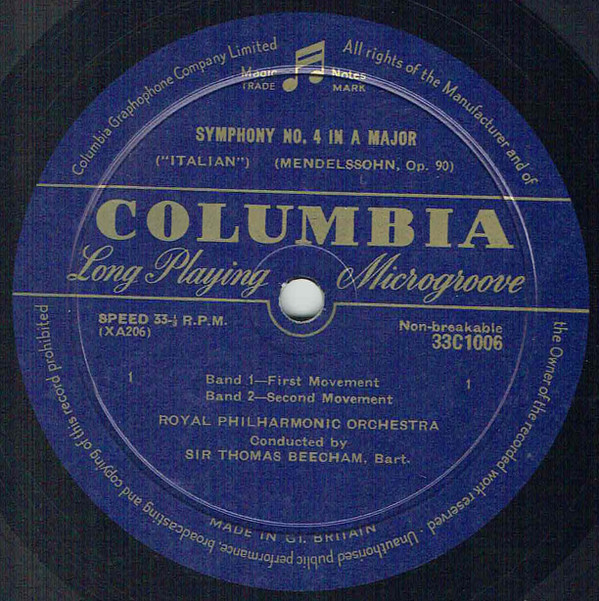 Columbia Graphophone Company Limited
All rights of the Manufacturer and of
the Owner of the recorded work reserved · Unauthorised public performance, broadcasting and copying of this record prohibited
Magic Notes
TRADE MARK
SYMPHONY NO. 4 IN A MAJOR
("ITALIAN") (MENDELSSOHN, Op. 90)
COLUMBIA
Long Playing Microgroove
SPEED 33-⅓ R.P.M.
(XA206)
Non-breakable
33C1006
1 1
Band 1—First Movement
Band 2—Second Movement
ROYAL PHILHARMONIC ORCHESTRA
Conducted by
SIR THOMAS BEECHAM, Bart.
MADE IN GT. BRITAIN